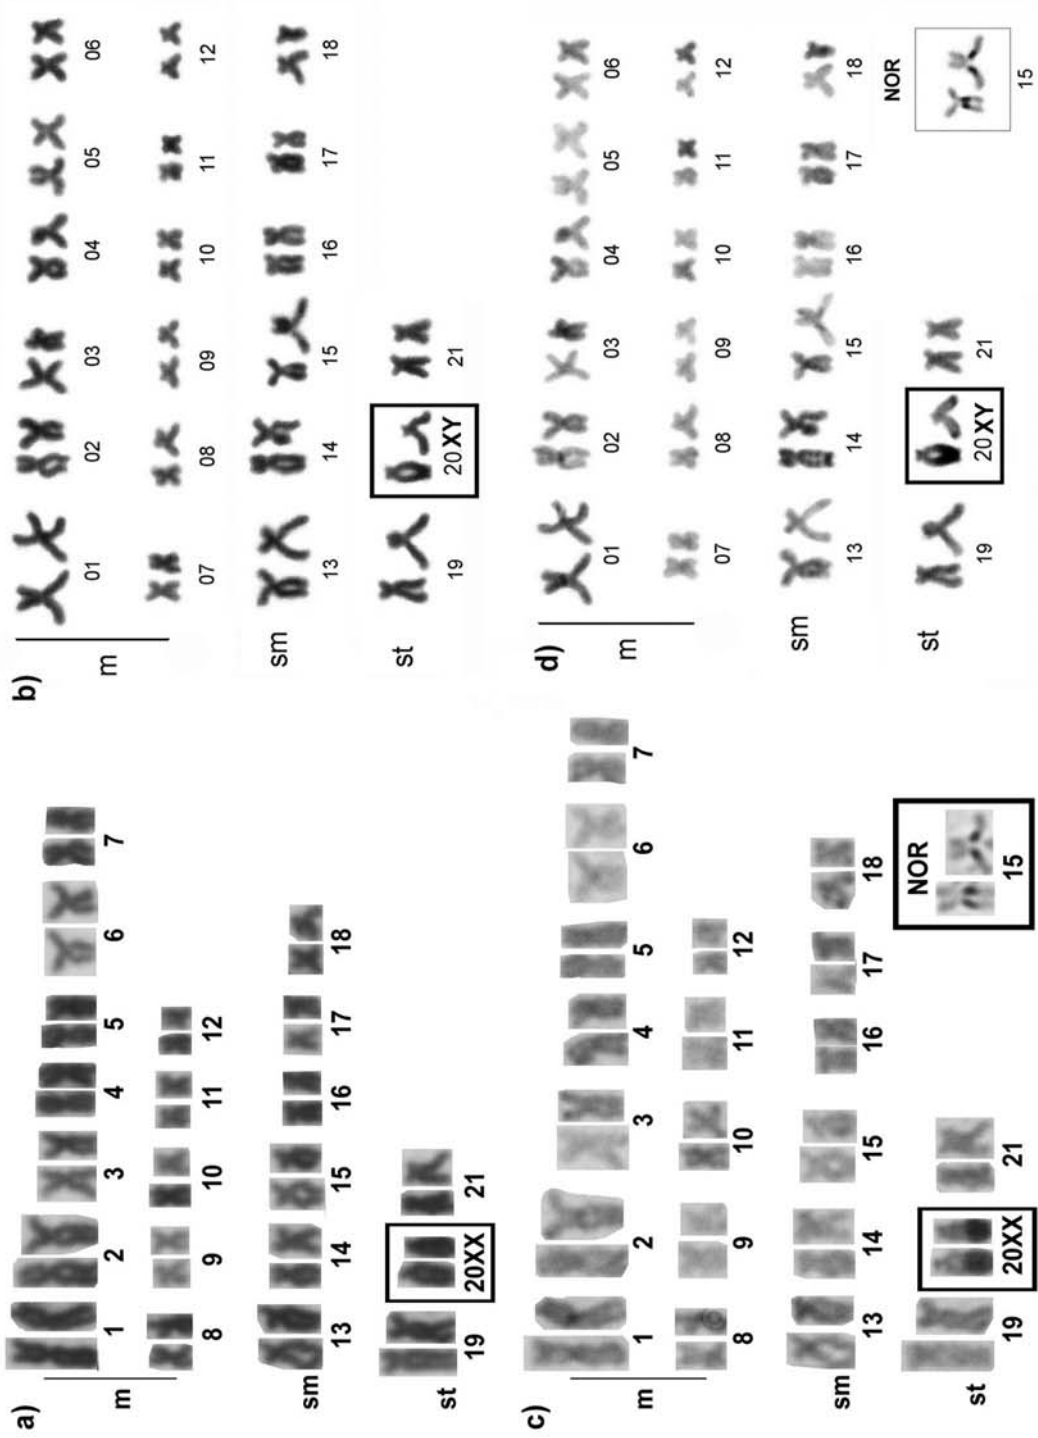 a)
m
1 2 3 4 5 6 7
8 9 10 11 12
sm
13 14 15 16 17 18
st
19 20XX 21
b)
m
01 02 03 04 05 06
07 08 09 10 11 12
sm
13 14 15 16 17 18
st
19 20XY 21
c)
m
1 2 3 4 5 6 7
8 9 10 11 12
sm
13 14 15 16 17 18
st
19 20XX 21
NOR
15
d)
m
01 02 03 04 05 06
07 08 09 10 11 12
sm
13 14 15 16 17 18
st
19 20XY 21
NOR
15